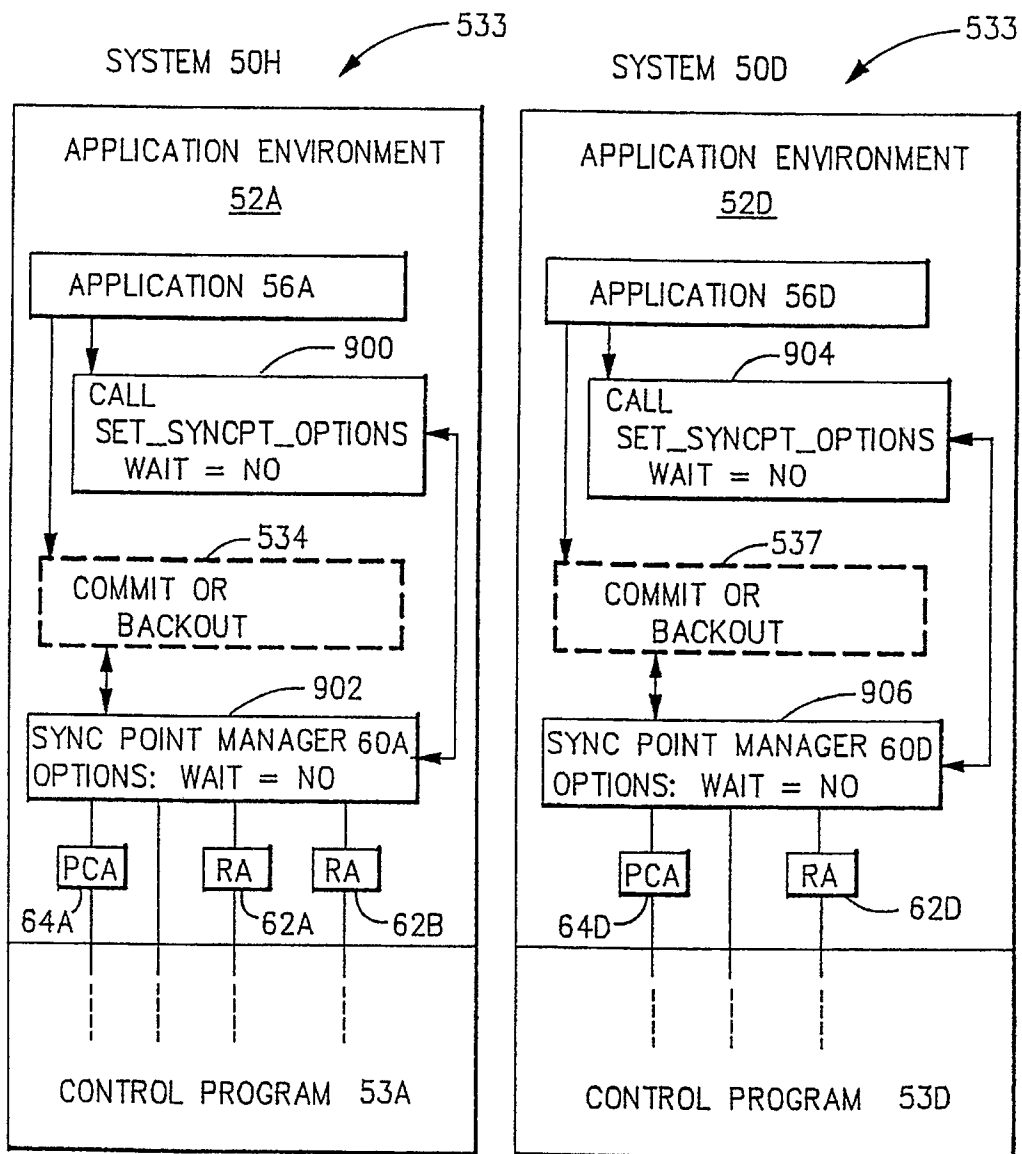 533
SYSTEM 50H
APPLICATION ENVIRONMENT
52A
APPLICATION 56A
900
CALL
SET_SYNCPT_OPTIONS
WAIT = NO
534
COMMIT OR
BACKOUT
902
SYNC POINT MANAGER 60A
OPTIONS: WAIT = NO
PCA
RA
RA
64A
62A
62B
CONTROL PROGRAM 53A
533
SYSTEM 50D
APPLICATION ENVIRONMENT
52D
APPLICATION 56D
904
CALL
SET_SYNCPT_OPTIONS
WAIT = NO
537
COMMIT OR
BACKOUT
906
SYNC POINT MANAGER 60D
OPTIONS: WAIT = NO
PCA
RA
64D
62D
CONTROL PROGRAM 53D